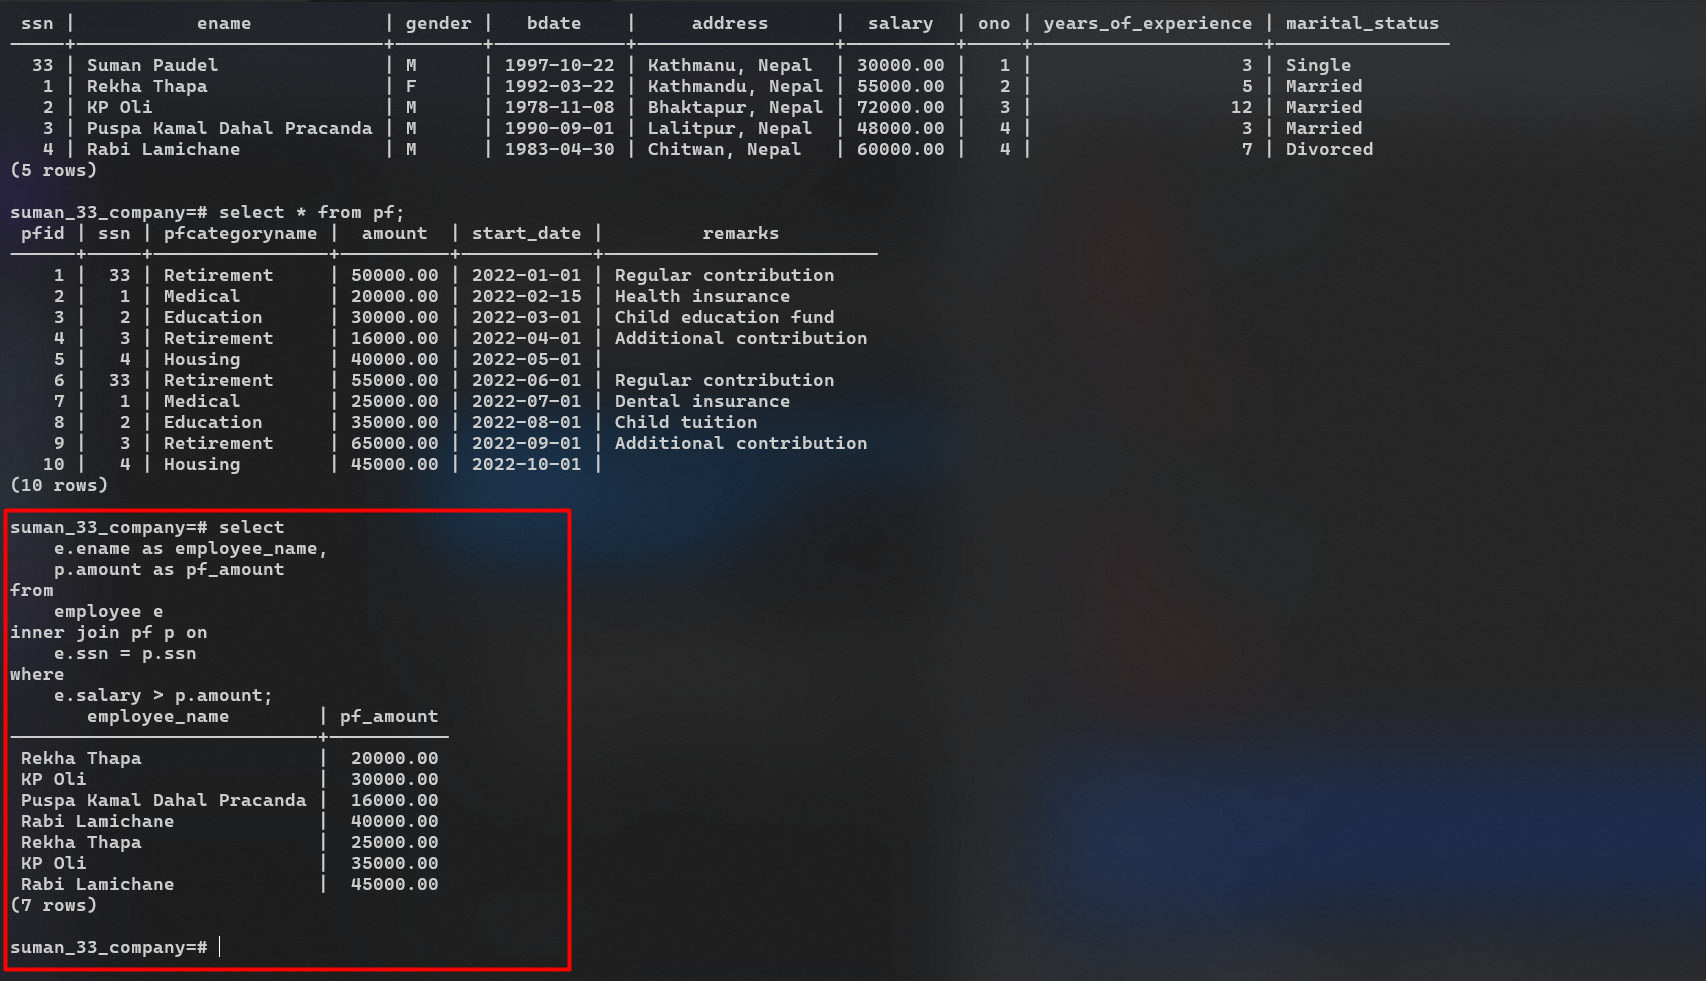 ssn | ename | gender | bdate | address | salary | ono | years_of_experience | marital_status
33 | Suman Paudel | M | 1997-10-22 | Kathmanu, Nepal | 30000.00 | 1 | 3 | Single
1 | Rekha Thapa | F | 1992-03-22 | Kathmandu, Nepal | 55000.00 | 2 | 5 | Married
2 | KP Oli | M | 1978-11-08 | Bhaktapur, Nepal | 72000.00 | 3 | 12 | Married
3 | Puspa Kamal Dahal Pracanda | M | 1990-09-01 | Lalitpur, Nepal | 48000.00 | 4 | 3 | Married
4 | Rabi Lamichane | M | 1983-04-30 | Chitwan, Nepal | 60000.00 | 4 | 7 | Divorced
(5 rows)
suman_33_company=# select * from pf;
pfid | ssn | pfcategoryname | amount | start_date | remarks
1 | 33 | Retirement | 50000.00 | 2022-01-01 | Regular contribution
2 | 1 | Medical | 20000.00 | 2022-02-15 | Health insurance
3 | 2 | Education | 30000.00 | 2022-03-01 | Child education fund
4 | 3 | Retirement | 16000.00 | 2022-04-01 | Additional contribution
5 | 4 | Housing | 40000.00 | 2022-05-01 |
6 | 33 | Retirement | 55000.00 | 2022-06-01 | Regular contribution
7 | 1 | Medical | 25000.00 | 2022-07-01 | Dental insurance
8 | 2 | Education | 35000.00 | 2022-08-01 | Child tuition
9 | 3 | Retirement | 65000.00 | 2022-09-01 | Additional contribution
10 | 4 | Housing | 45000.00 | 2022-10-01 |
(10 rows)
suman_33_company=# select
e.ename as employee_name,
p.amount as pf_amount
from
employee e
inner join pf p on
e.ssn = p.ssn
where
e.salary > p.amount;
employee_name | pf_amount
Rekha Thapa | 20000.00
KP Oli | 30000.00
Puspa Kamal Dahal Pracanda | 16000.00
Rabi Lamichane | 40000.00
Rekha Thapa | 25000.00
KP Oli | 35000.00
Rabi Lamichane | 45000.00
(7 rows)
suman_33_company=#